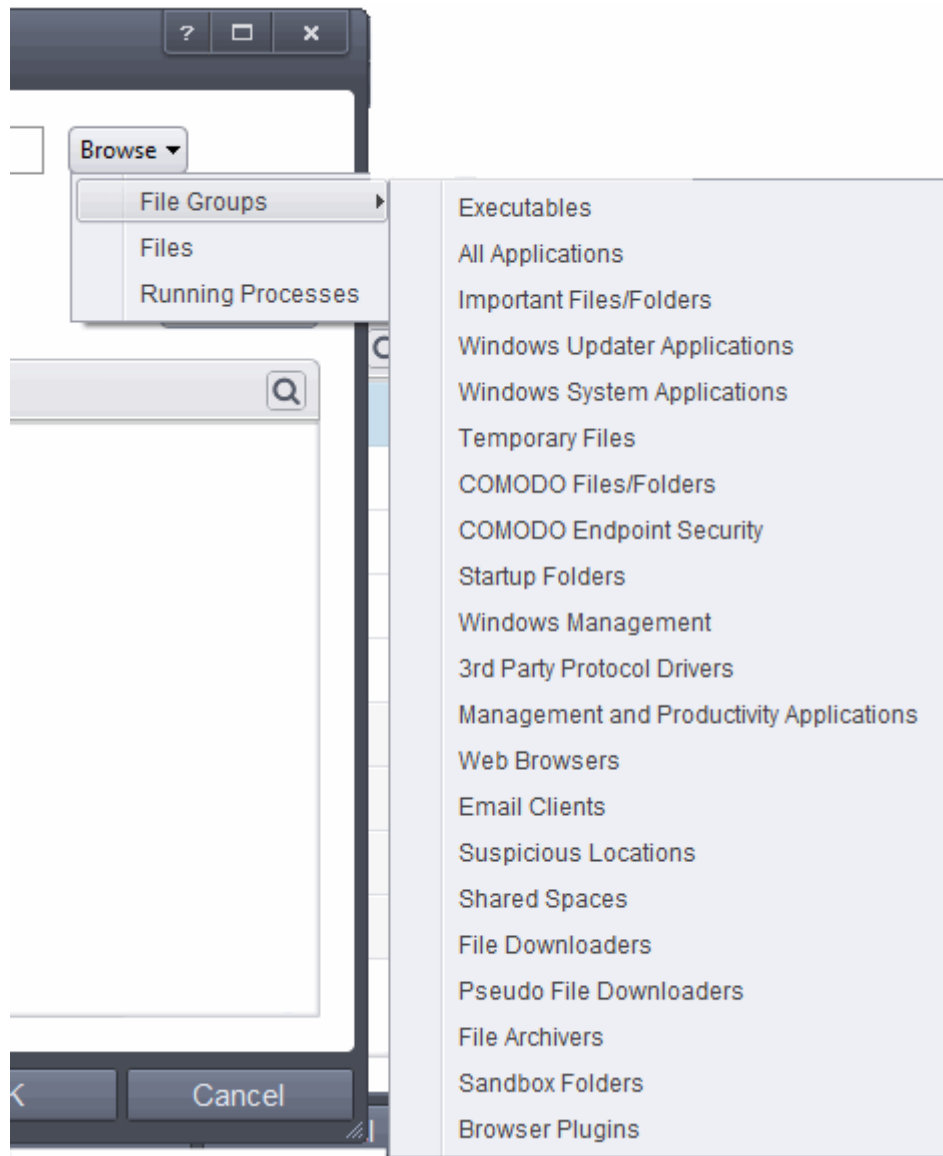 ?
Browse
File Groups
Files
Running Processes
Executables
All Applications
Important Files/Folders
Windows Updater Applications
Windows System Applications
Temporary Files
COMODO Files/Folders
COMODO Endpoint Security
Startup Folders
Windows Management
3rd Party Protocol Drivers
Management and Productivity Applications
Web Browsers
Email Clients
Suspicious Locations
Shared Spaces
File Downloaders
Pseudo File Downloaders
File Archivers
Sandbox Folders
Browser Plugins
K
Cancel